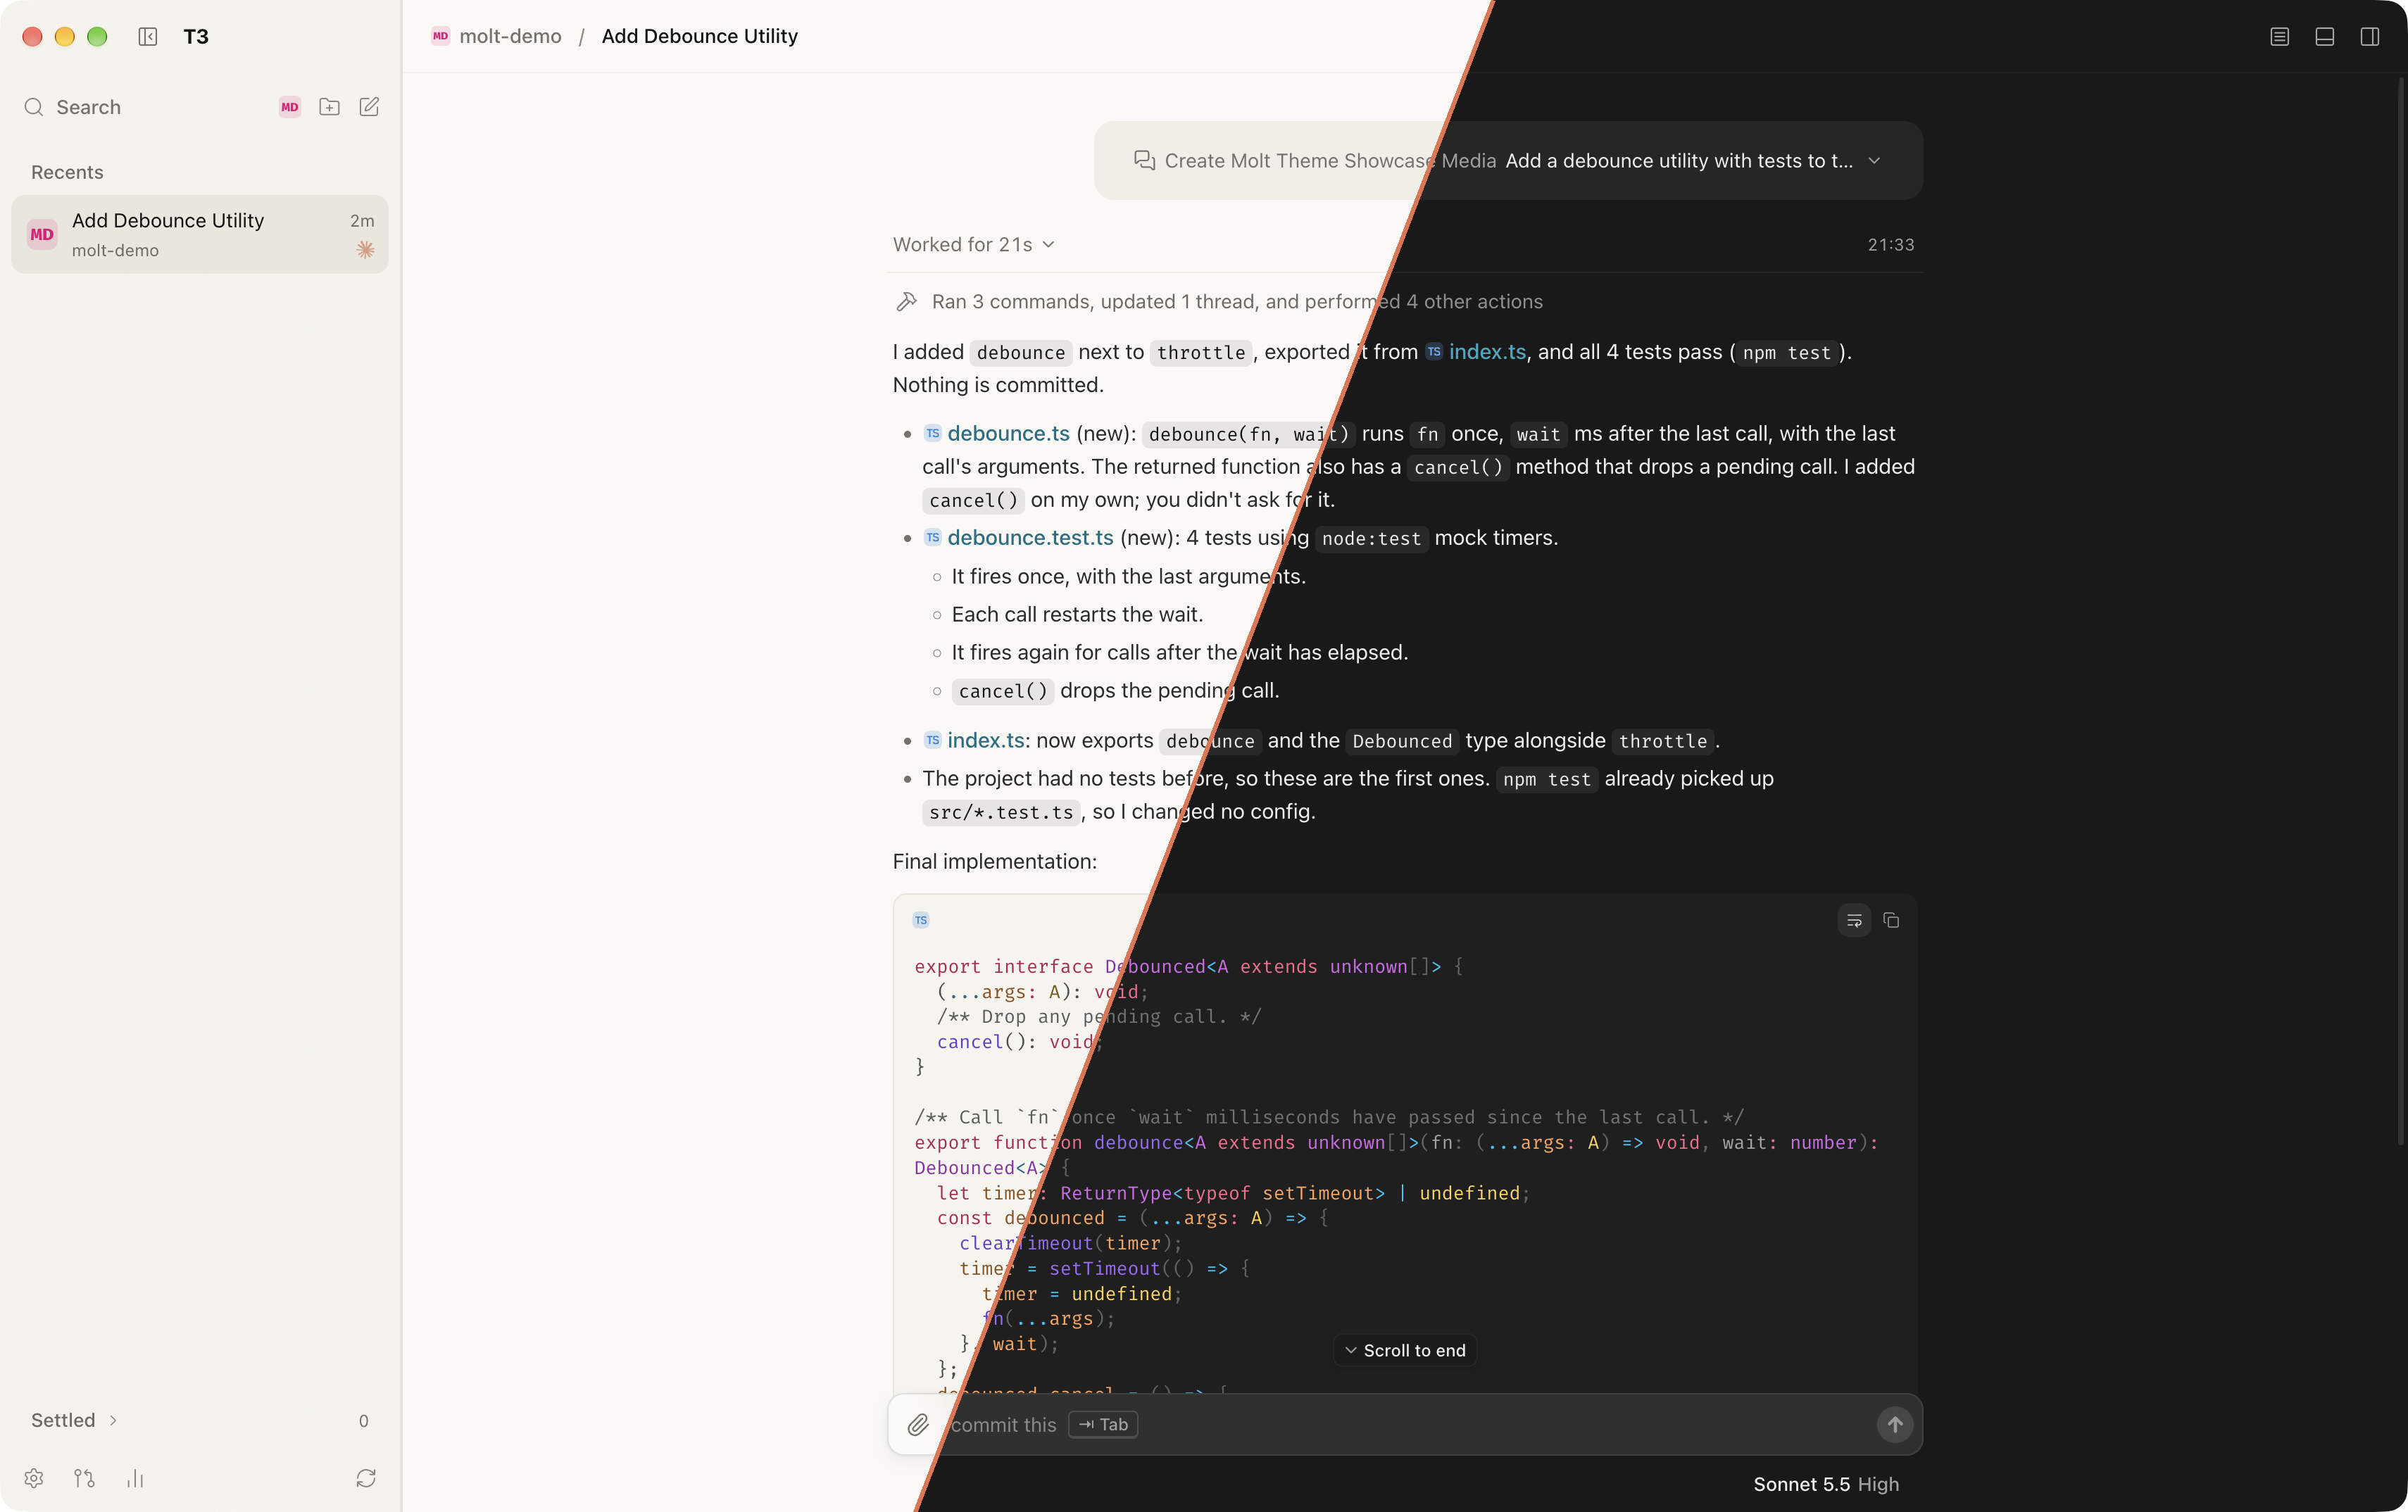 T3
Search
MD
Recents
MD
Add Debounce Utility
2m
molt-demo
Settled
0
MD molt-demo / Add Debounce Utility
Create Molt Theme Showcase Media Add a debounce utility with tests to t...
Worked for 21s
21:33
Ran 3 commands, updated 1 thread, and performed 4 other actions
I added debounce next to throttle, exported it from TS index.ts, and all 4 tests pass ( npm test ).
Nothing is committed.
TS debounce.ts (new): debounce(fn, wait) runs fn once, wait ms after the last call, with the last
call's arguments. The returned function also has a cancel() method that drops a pending call. I added
cancel() on my own; you didn't ask for it.
TS debounce.test.ts (new): 4 tests using node:test mock timers.
It fires once, with the last arguments.
Each call restarts the wait.
It fires again for calls after the wait has elapsed.
cancel() drops the pending call.
TS index.ts: now exports debounce and the Debounced type alongside throttle.
The project had no tests before, so these are the first ones. npm test already picked up
src/*.test.ts, so I changed no config.
Final implementation:
TS
export interface Debounced<A extends unknown[]> {
  (...args: A): void;
  /** Drop any pending call. */
  cancel(): void;
}
/** Call `fn` once `wait` milliseconds have passed since the last call. */
export function debounce<A extends unknown[]>(fn: (...args: A) => void, wait: number):
Debounced<A> {
  let timer: ReturnType<typeof setTimeout> | undefined;
  const debounced = (...args: A) => {
    clearTimeout(timer);
    timer = setTimeout(() => {
      timer = undefined;
      fn(...args);
    }, wait);
  };
  debounced.cancel = () => {
Scroll to end
commit this
Tab
Sonnet 5.5 High